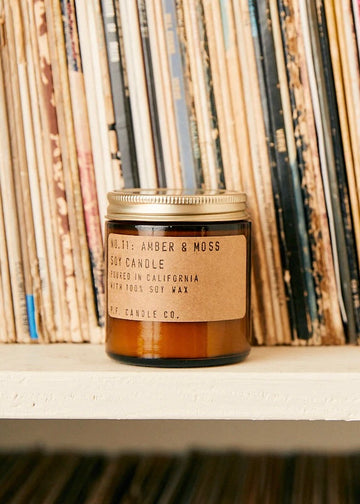 NO.11: AMBER & MOSS
SOY CANDLE
POURED IN CALIFORNIA
WITH 100% SOY WAX
P.F. CANDLE CO.